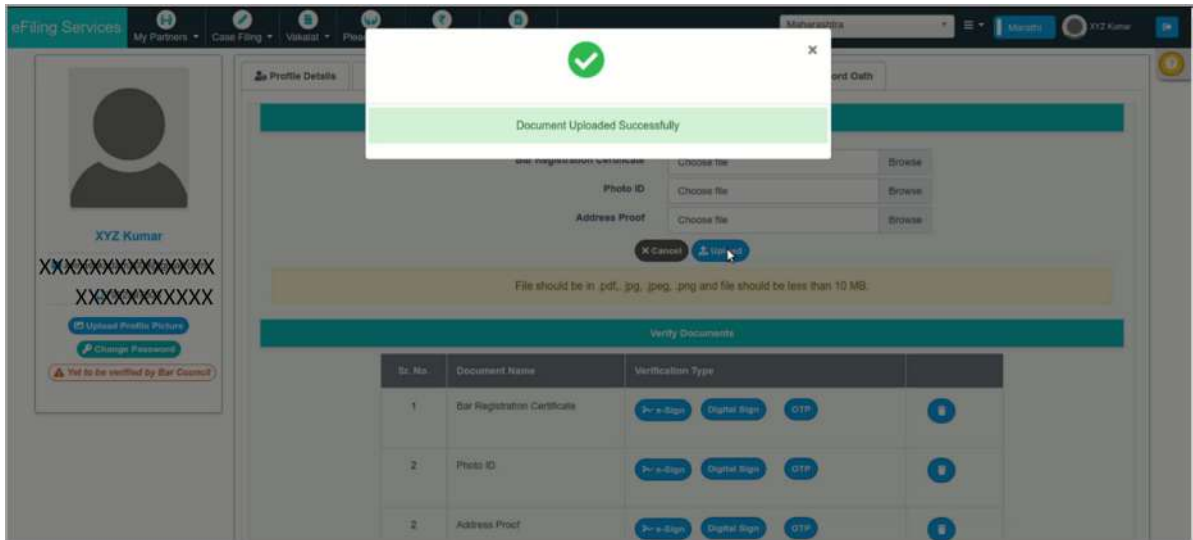 eFiling Services
My Partners
Case Filing
Vakalat
Maharashtra
Marathi
XYZ Kumar
Profile Details
Document Uploaded Successfully
Bar Registration Certificate
Choose file
Browse
Photo ID
Choose file
Browse
Address Proof
Choose file
Browse
Cancel
Upload
File should be in .pdf,. jpg, .jpeg, .png and file should be less than 10 MB.
XYZ Kumar
Upload Profile Picture
Change Password
Yet to be verified by Bar Council
Verify Documents
Sr. No. Document Name Verification Type
1 Bar Registration Certificate e-Sign Digital Sign OTP
2 Photo ID e-Sign Digital Sign OTP
2 Address Proof e-Sign Digital Sign OTP